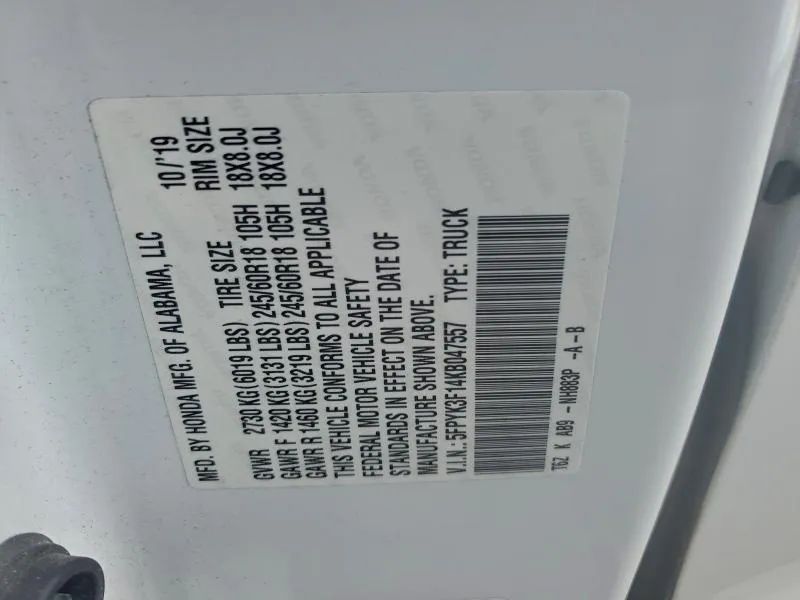 MFD. BY HONDA MFG. OF ALABAMA, LLC 10/'19
GVWR 2730 KG (6019 LBS) TIRE SIZE RIM SIZE
GAWR F 1420 KG (3131 LBS) 245/60R18 105H 18X8.0J
GAWR R 1460 KG (3219 LBS) 245/60R18 105H 18X8.0J
THIS VEHICLE CONFORMS TO ALL APPLICABLE
FEDERAL MOTOR VEHICLE SAFETY
STANDARDS IN EFFECT ON THE DATE OF
MANUFACTURE SHOWN ABOVE.
V.I.N.: 5FPYK3F14KB047557 TYPE: TRUCK
T6Z K AB9 -NH883P -A-B